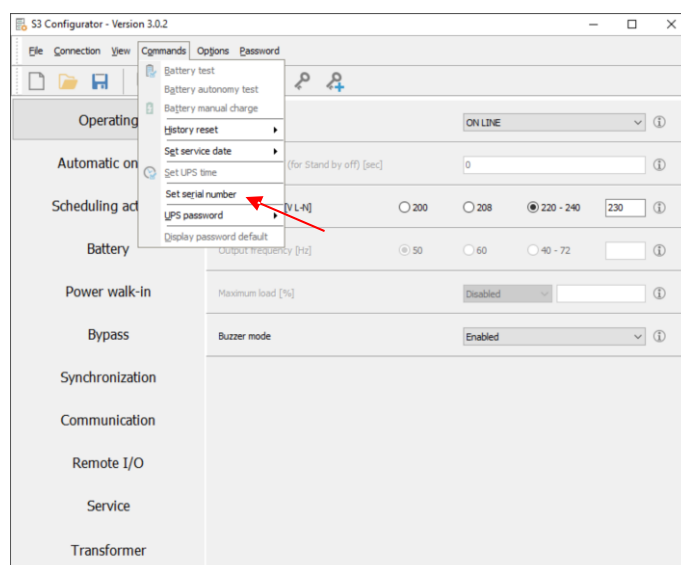 S3 Configurator - Version 3.0.2
File Connection View Commands Options Password
Battery test
Battery autonomy test
Battery manual charge
History reset
Set service date
Set UPS time
Set serial number
UPS password
Display password default
Operating
ON LINE
Automatic on
(for Stand by off) [sec]
0
Scheduling act
[V L-N]
200
208
220 - 240
230
Battery
Output frequency [Hz]
50
60
40 - 72
Power walk-in
Maximum load [%]
Disabled
Bypass
Buzzer mode
Enabled
Synchronization
Communication
Remote I/O
Service
Transformer